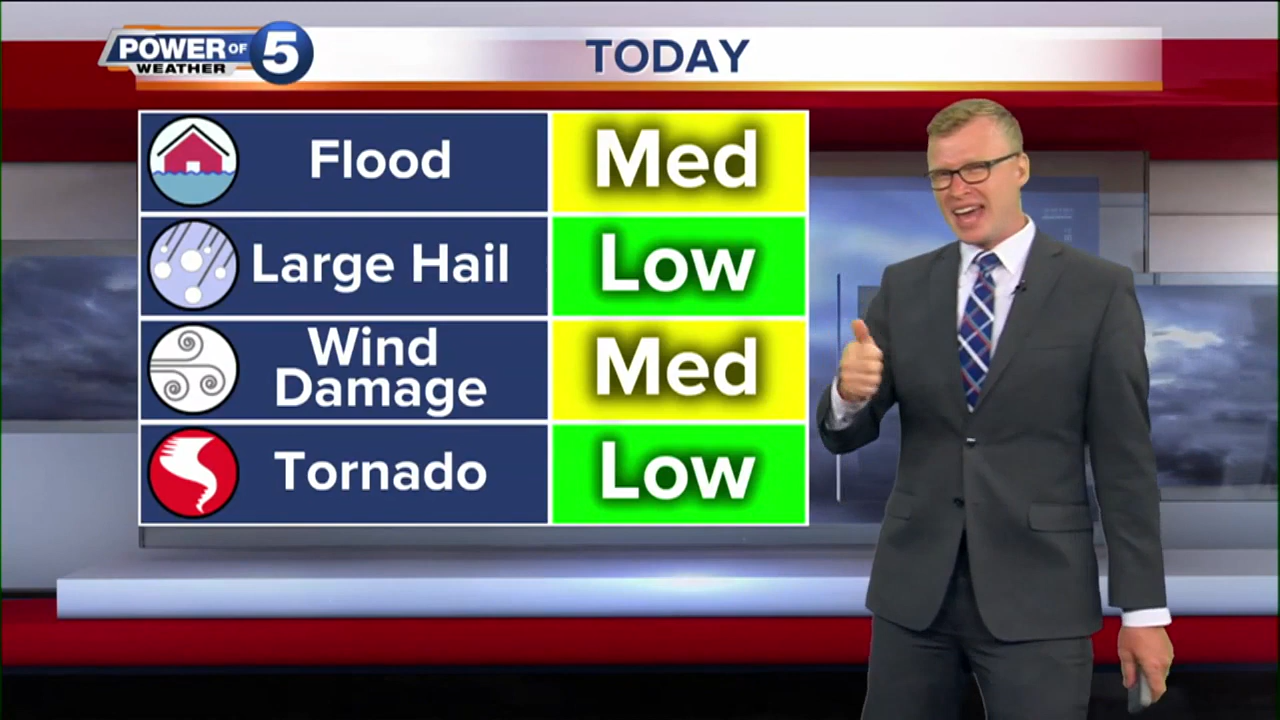 POWER OF 5
WEATHER
TODAY
Flood
Med
Large Hail
Low
Wind
Damage
Med
Tornado
Low